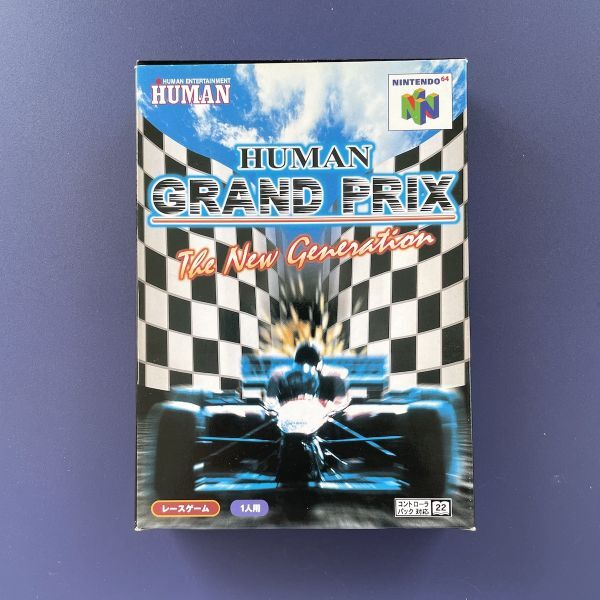 HUMAN ENTERTAINMENT
HUMAN
NINTENDO64
HUMAN
GRAND PRIX
The New Generation
レースゲーム
1人用
コントローラ
パック対応 22